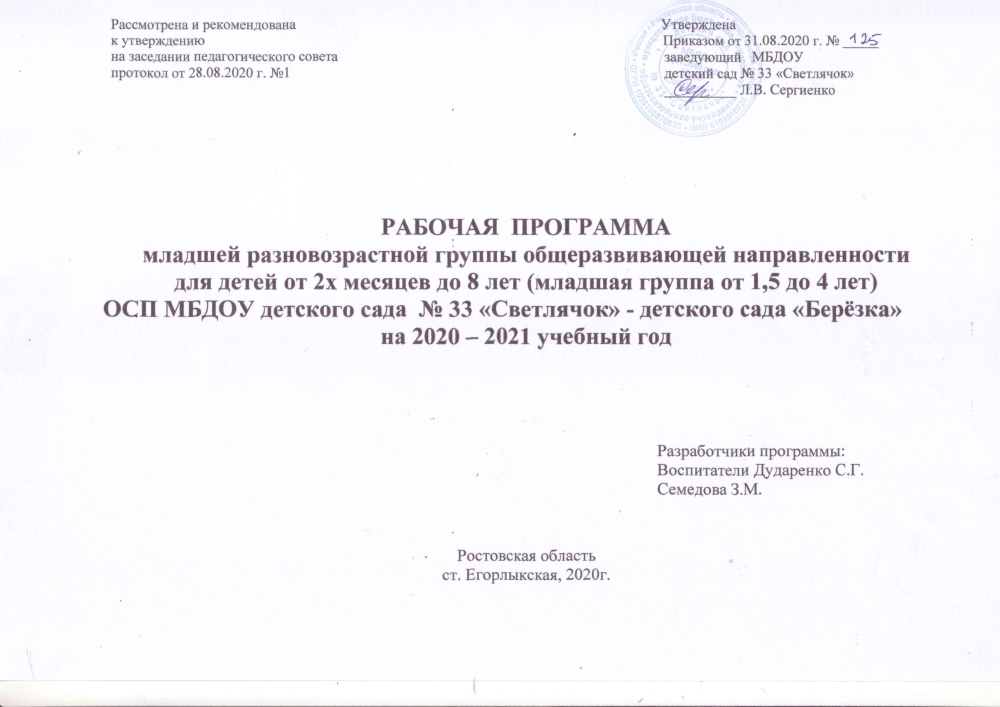 Рассмотрена и рекомендована
к утверждению
на заседании педагогического совета
протокол от 28.08.2020 г. №1
Утверждена
Приказом от 31.08.2020 г. № 125
заведующий МБДОУ
детский сад № 33 «Светлячок»
Л.В. Сергиенко
РАБОЧАЯ ПРОГРАММА
младшей разновозрастной группы общеразвивающей направленности
для детей от 2х месяцев до 8 лет (младшая группа от 1,5 до 4 лет)
ОСП МБДОУ детского сада № 33 «Светлячок» - детского сада «Берёзка»
на 2020 – 2021 учебный год
Разработчики программы:
Воспитатели Дударенко С.Г.
Семедова З.М.
Ростовская область
ст. Егорлыкская, 2020г.